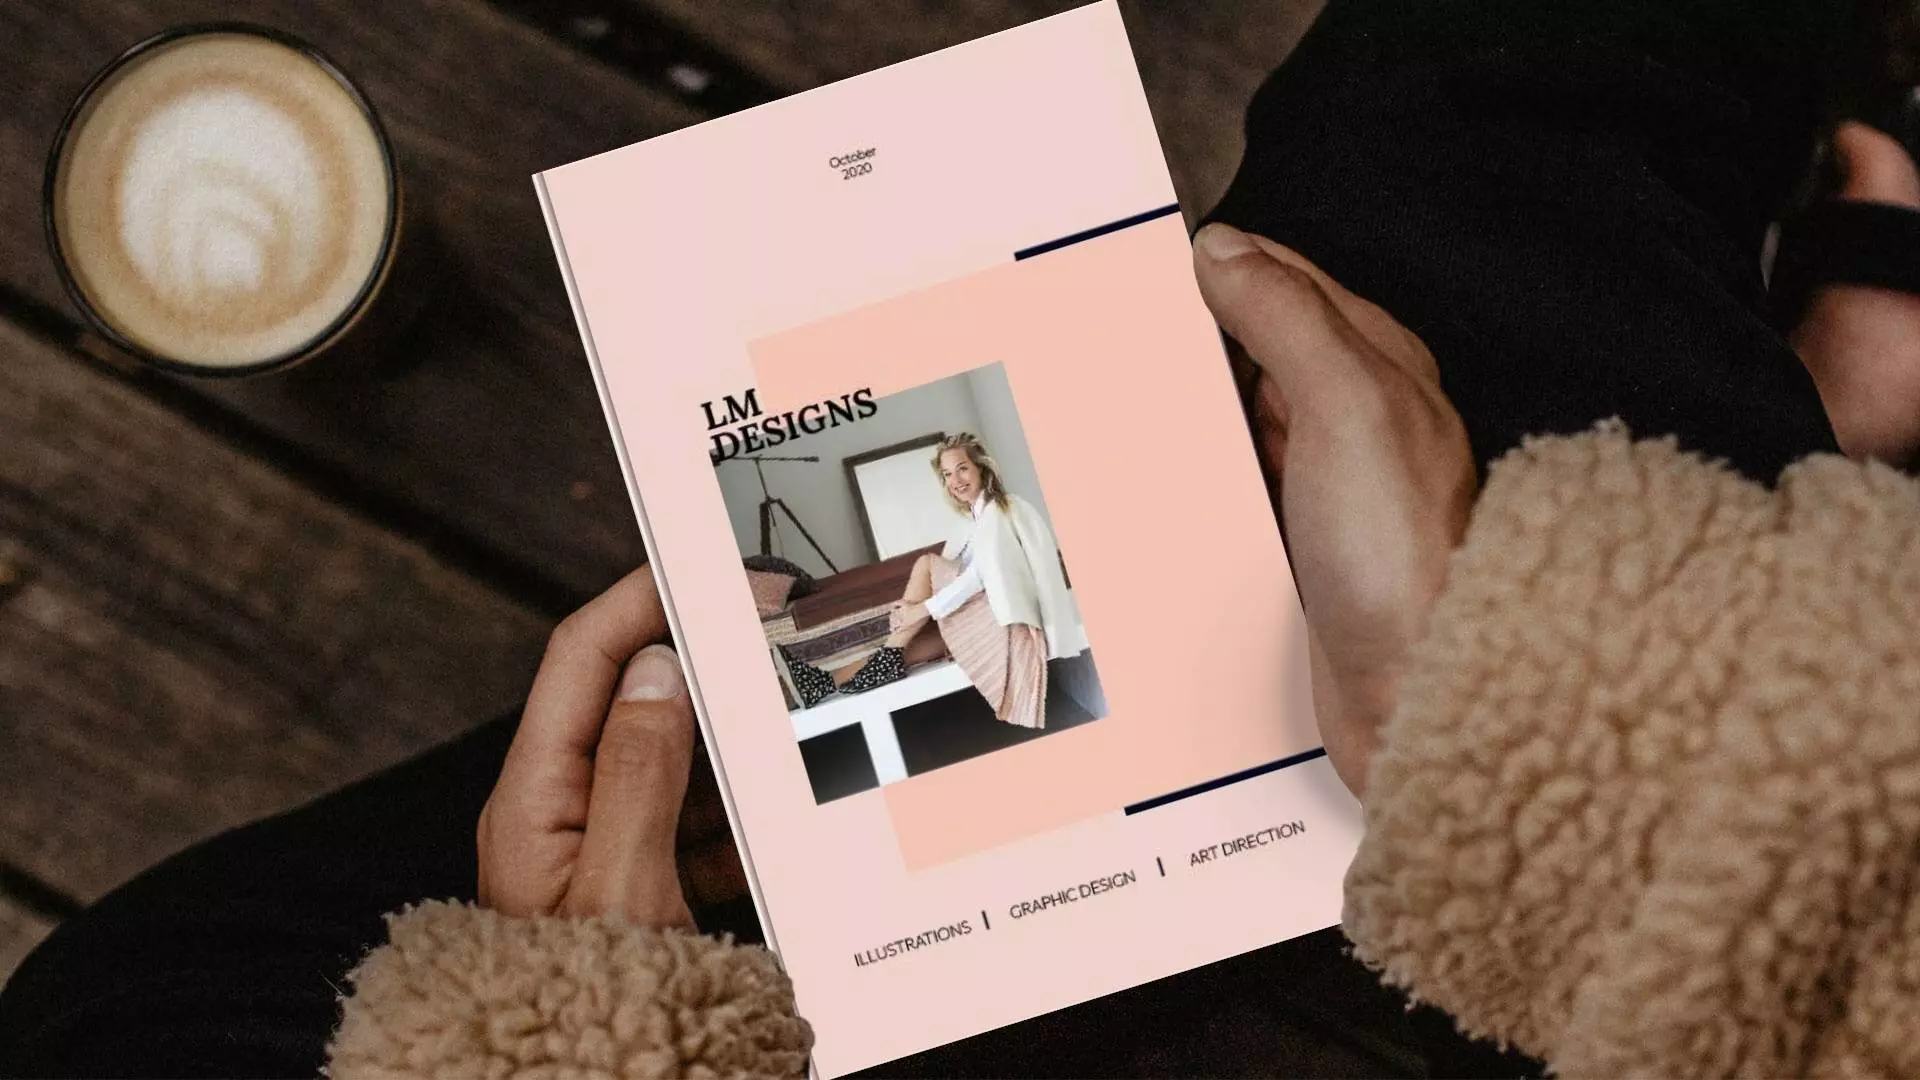 October
2020
LM
DESIGNS
ILLUSTRATIONS | GRAPHIC DESIGN | ART DIRECTION